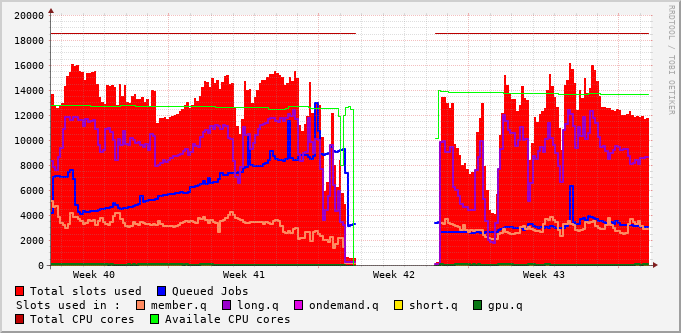 20000
18000
16000
14000
12000
10000
8000
6000
4000
2000
0
Week 40 Week 41 Week 42 Week 43
Total slots used Queued Jobs
Slots used in : member.q long.q ondemand.q short.q gpu.q
Total CPU cores Availale CPU cores
RRDTOOL / TOBI OETIKER